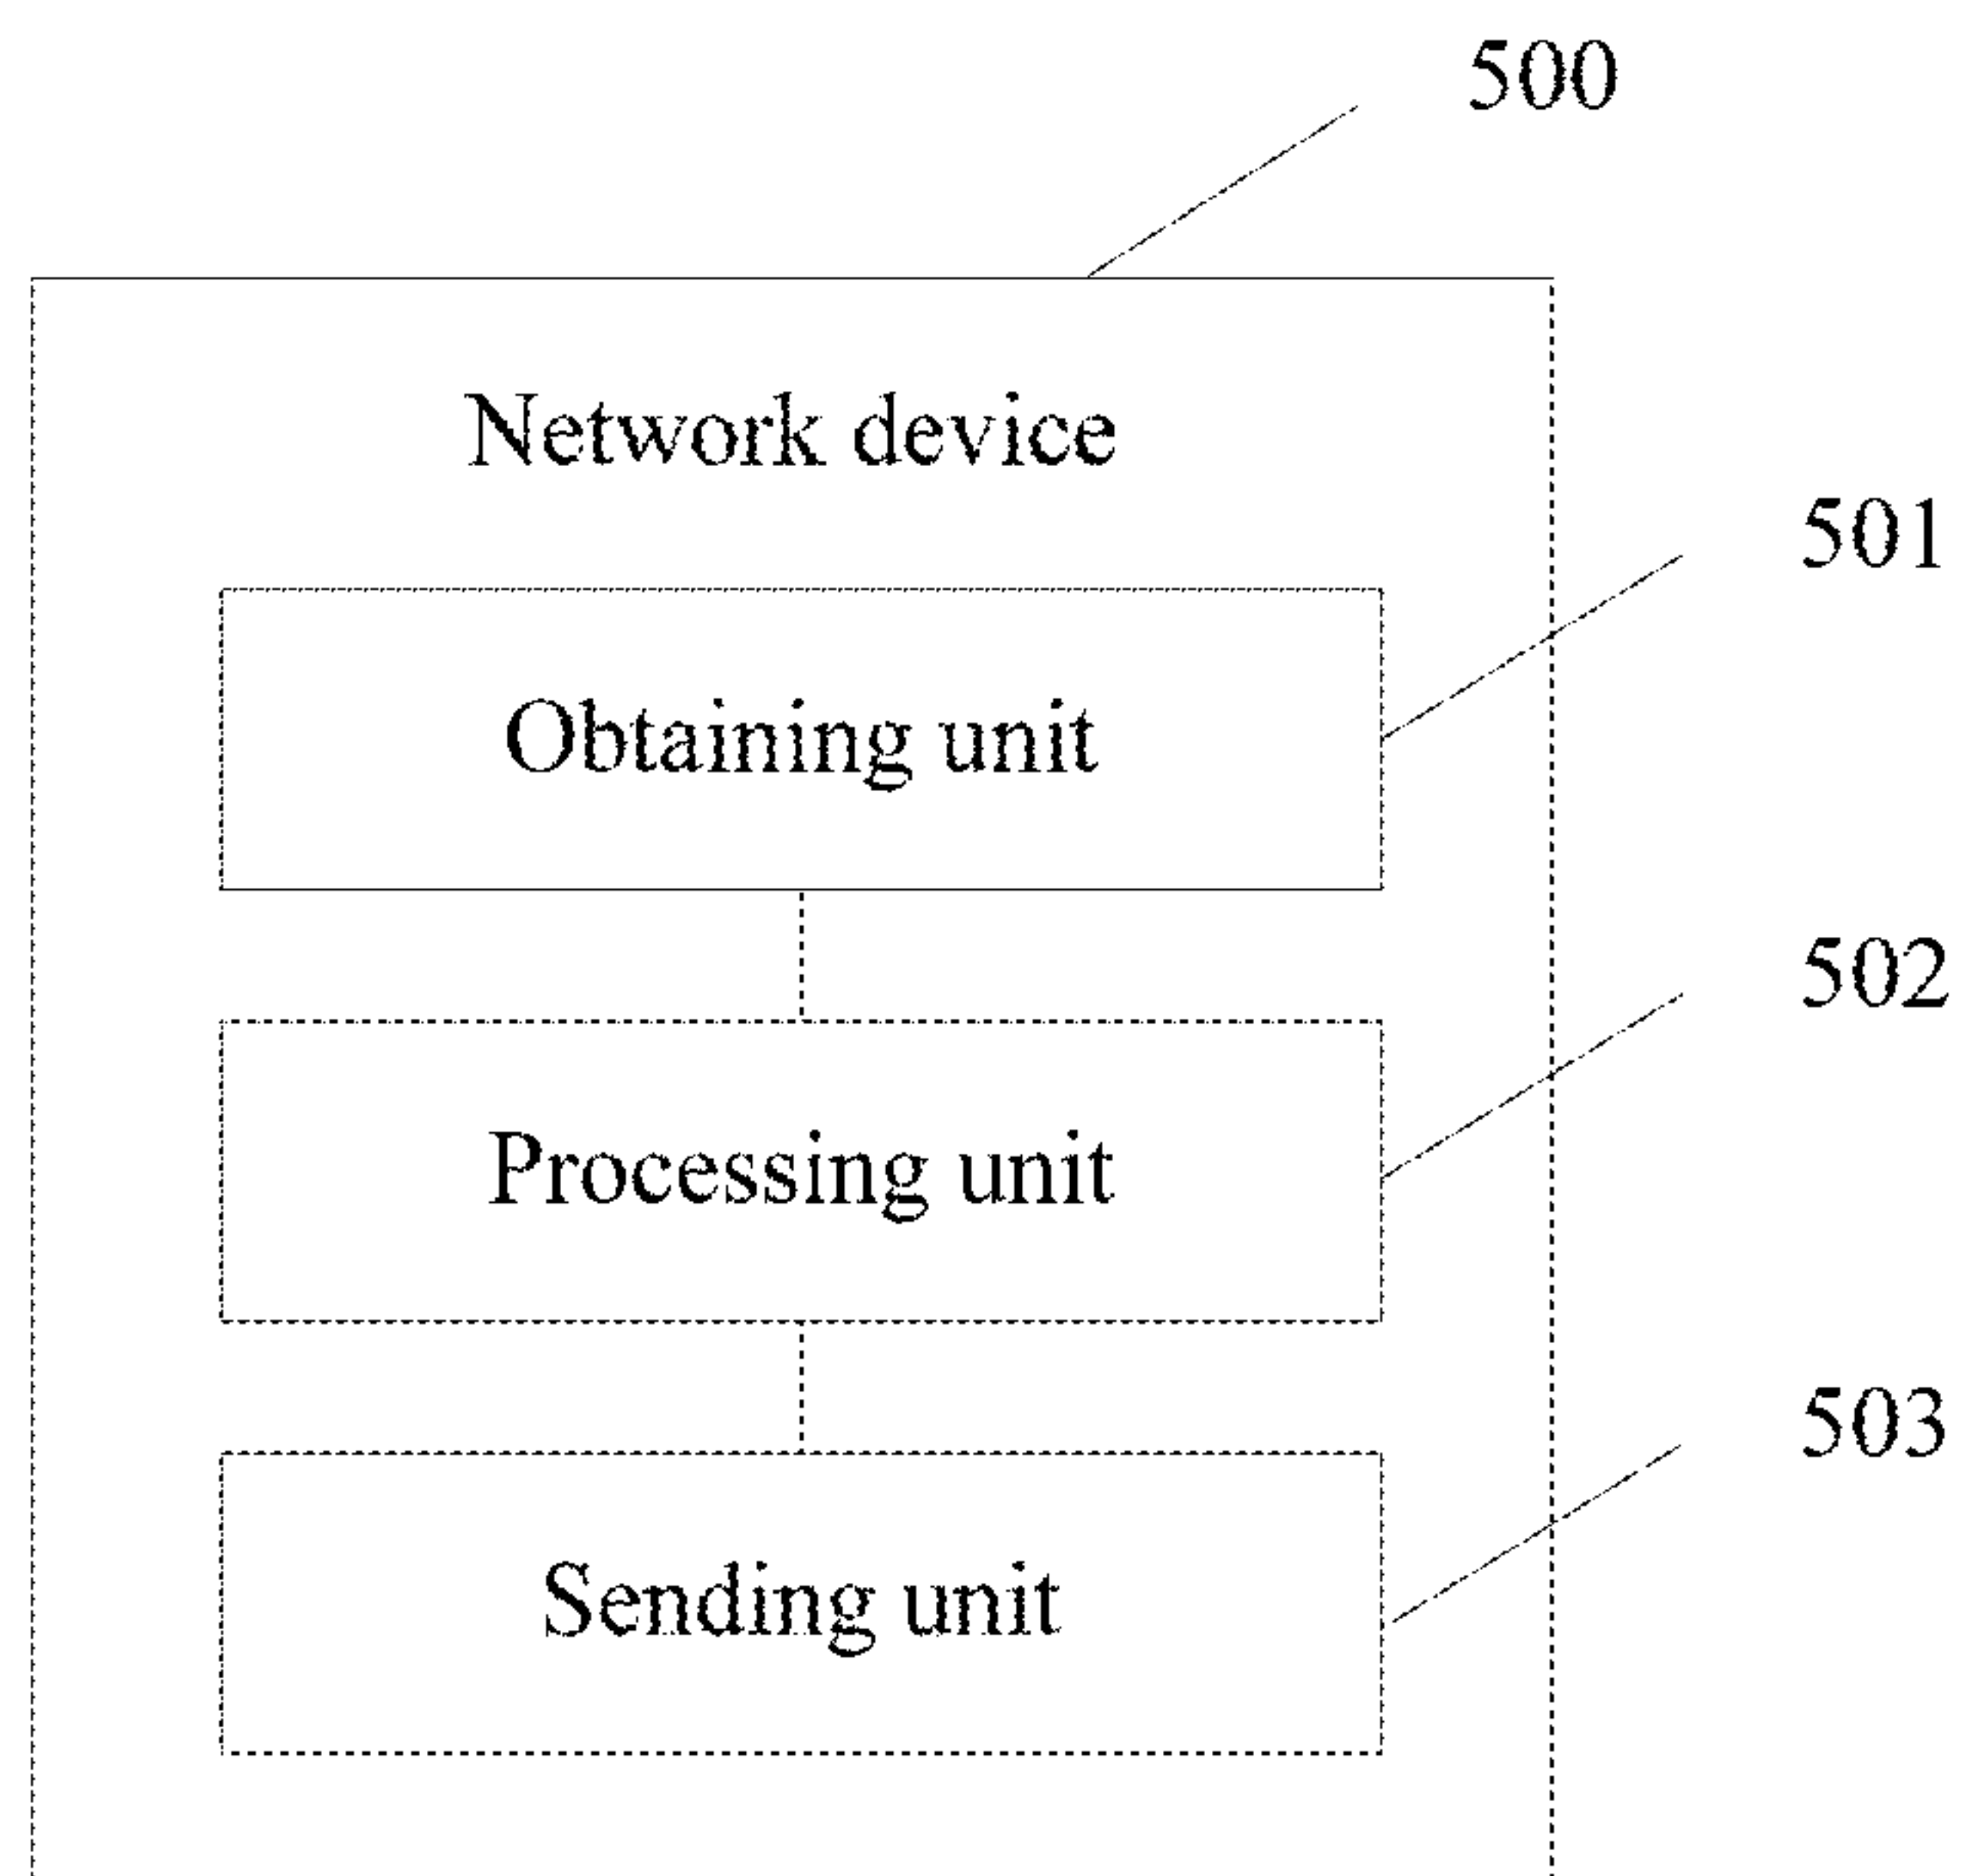 500
Network device
501
Obtaining unit
502
Processing unit
503
Sending unit